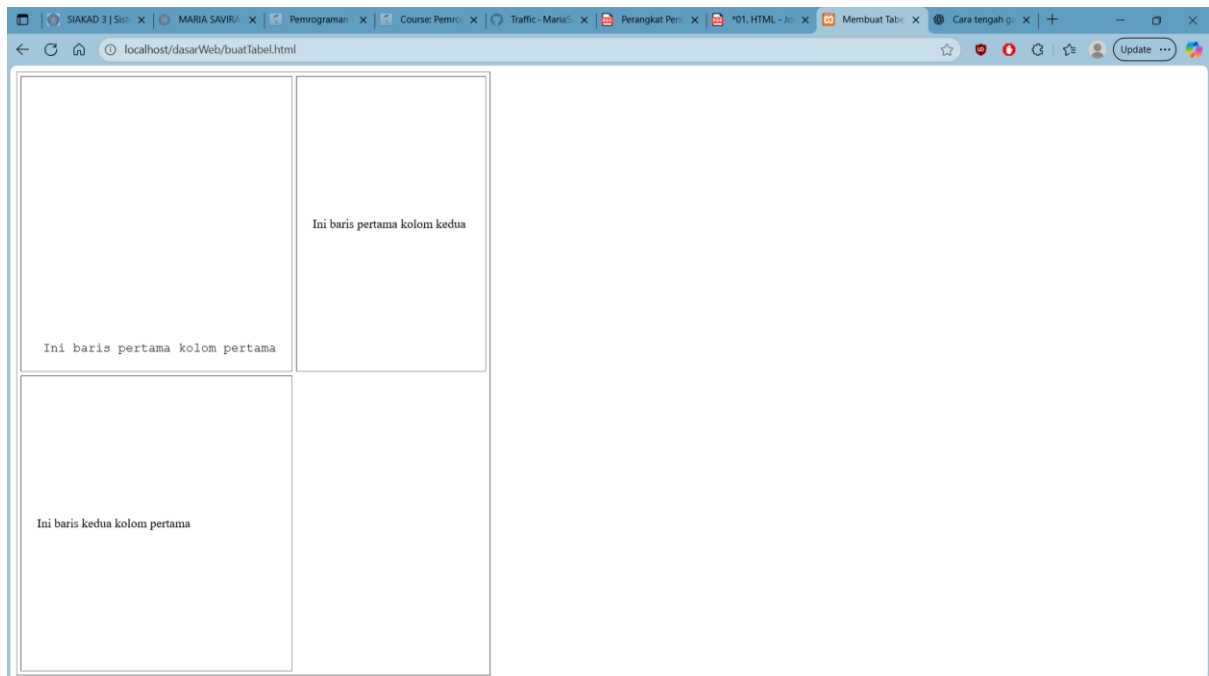 SIAKAD 3 | Sist
MARIA SAVIRA
Pemrograman
Course: Pemro
Traffic - MariaS
Perangkat Pen
*01. HTML - Jo
Membuat Tabe
Cara tengah ga
localhost/dasarWeb/buatTabel.html
Update
Ini baris pertama kolom kedua
Ini baris pertama kolom pertama
Ini baris kedua kolom pertama